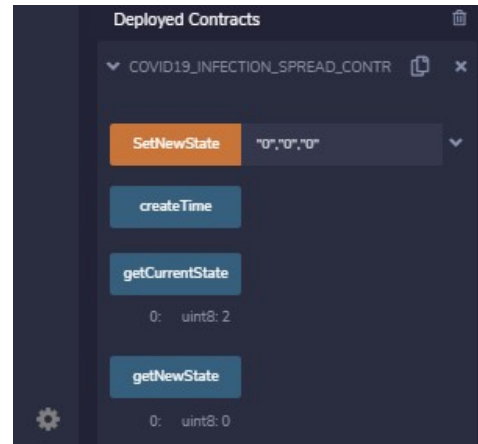 Deployed Contracts
COVID19_INFECTION_SPREAD_CONTR
SetNewState "0","0","0"
createTime
getCurrentState
0: uint8: 2
getNewState
0: uint8: 0